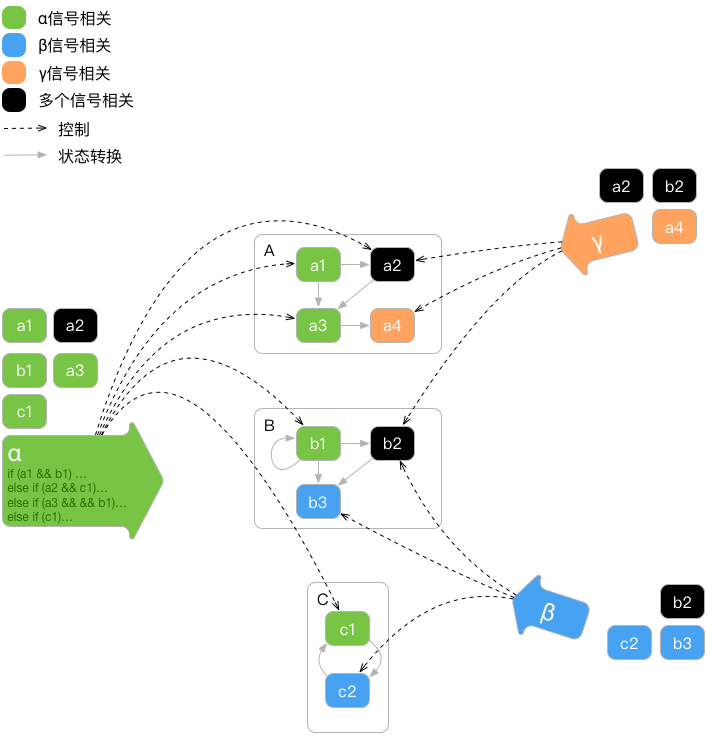 α信号相关
β信号相关
γ信号相关
多个信号相关
控制
状态转换
a2 b2
γ
a4
A
a1 a2
a3 a4
a1 a2
b1 a3
c1
α
if (a1 && b1) …
else if (a2 && c1)…
else if (a3 && && b1)…
else if (c1)…
B
b1 b2
b3
C
c1
c2
β
b2
c2 b3